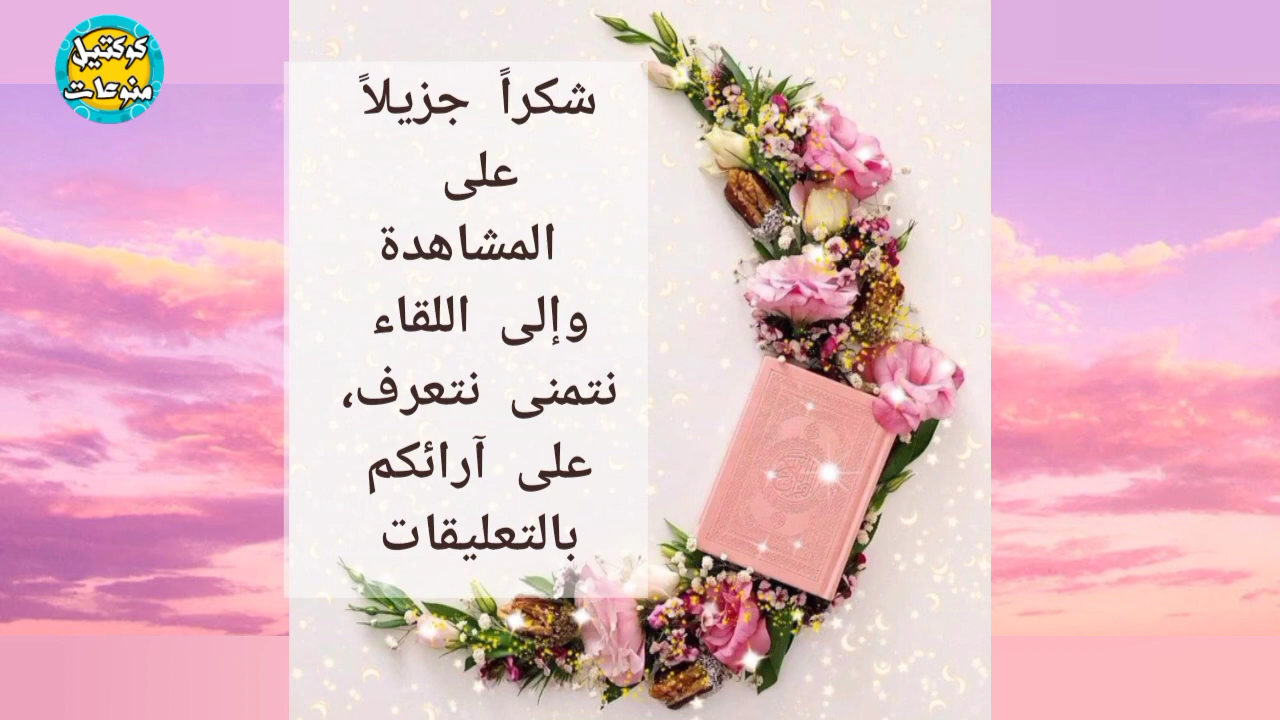 كوكتيل
منوعات
شكراً جزيلاً
على
المشاهدة
وإلى اللقاء
نتمنى نتعرف،
على آرائكم
بالتعليقات